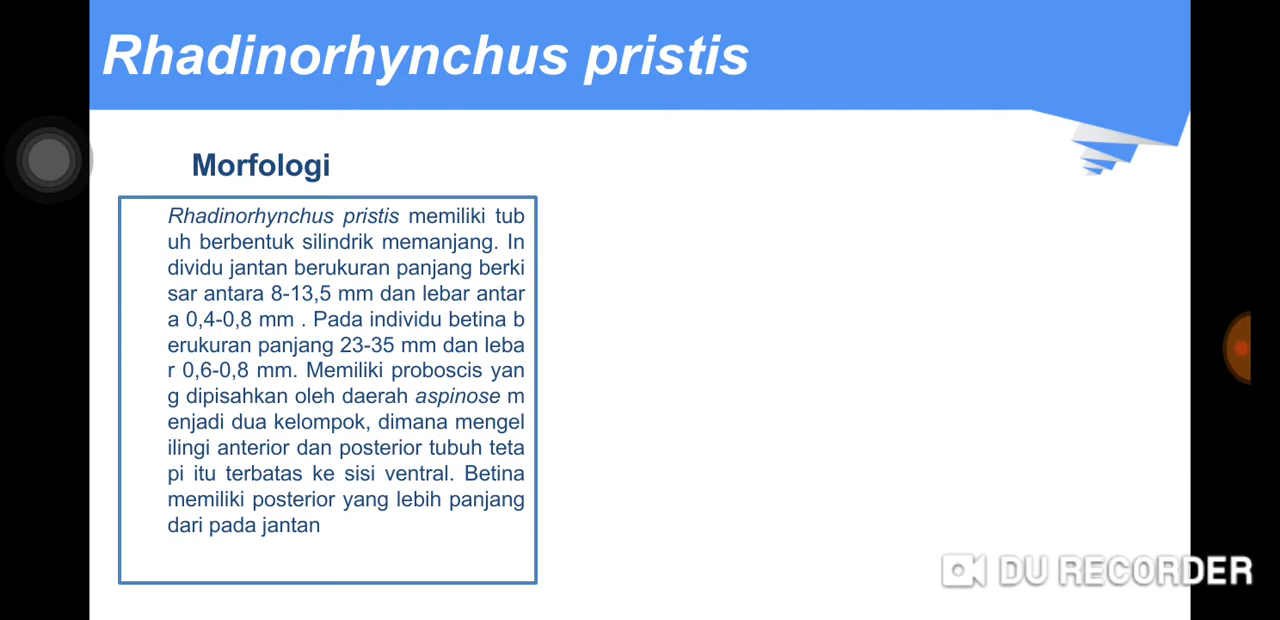 Rhadinorhynchus pristis
Morfologi
Rhadinorhynchus pristis memiliki tub
uh berbentuk silindrik memanjang. In
dividu jantan berukuran panjang berki
sar antara 8-13,5 mm dan lebar antar
a 0,4-0,8 mm . Pada individu betina b
erukuran panjang 23-35 mm dan leba
r 0,6-0,8 mm. Memiliki proboscis yan
g dipisahkan oleh daerah aspinose m
enjadi dua kelompok, dimana mengel
ilingi anterior dan posterior tubuh teta
pi itu terbatas ke sisi ventral. Betina
memiliki posterior yang lebih panjang
dari pada jantan
DU RECORDER